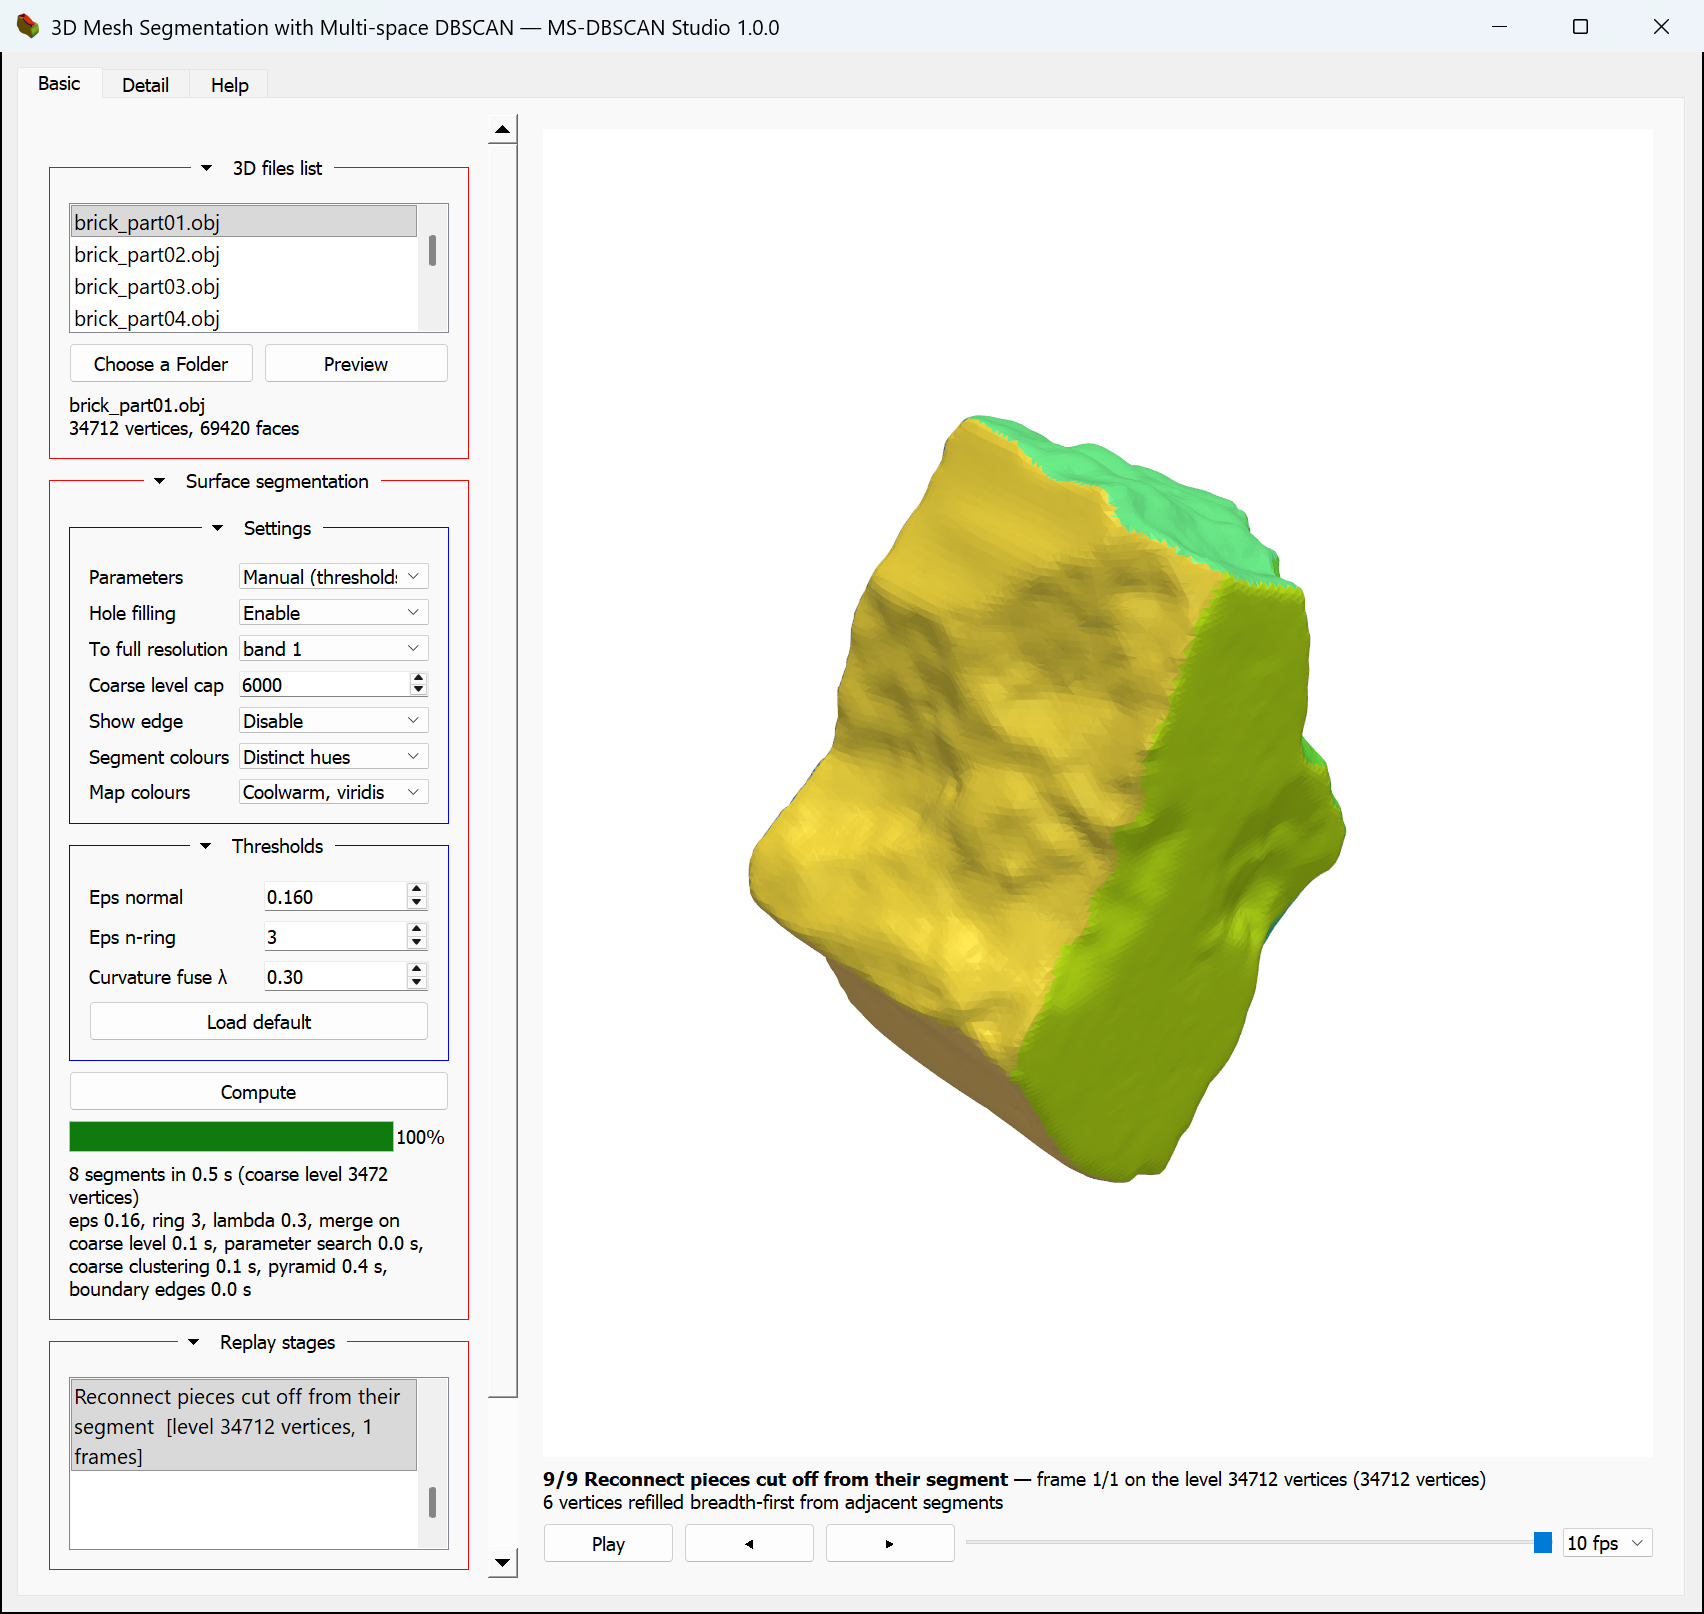 3D Mesh Segmentation with Multi-space DBSCAN — MS-DBSCAN Studio 1.0.0
Basic
Detail
Help
3D files list
brick_part01.obj
brick_part02.obj
brick_part03.obj
brick_part04.obj
Choose a Folder
Preview
brick_part01.obj
34712 vertices, 69420 faces
Surface segmentation
Settings
Parameters
Manual (threshold
Hole filling
Enable
To full resolution
band 1
Coarse level cap
6000
Show edge
Disable
Segment colours
Distinct hues
Map colours
Coolwarm, viridis
Thresholds
Eps normal
0.160
Eps n-ring
3
Curvature fuse λ
0.30
Load default
Compute
100%
8 segments in 0.5 s (coarse level 3472
vertices)
eps 0.16, ring 3, lambda 0.3, merge on
coarse level 0.1 s, parameter search 0.0 s,
coarse clustering 0.1 s, pyramid 0.4 s,
boundary edges 0.0 s
Replay stages
Reconnect pieces cut off from their
segment [level 34712 vertices, 1
frames]
9/9 Reconnect pieces cut off from their segment — frame 1/1 on the level 34712 vertices (34712 vertices)
6 vertices refilled breadth-first from adjacent segments
Play
10 fps